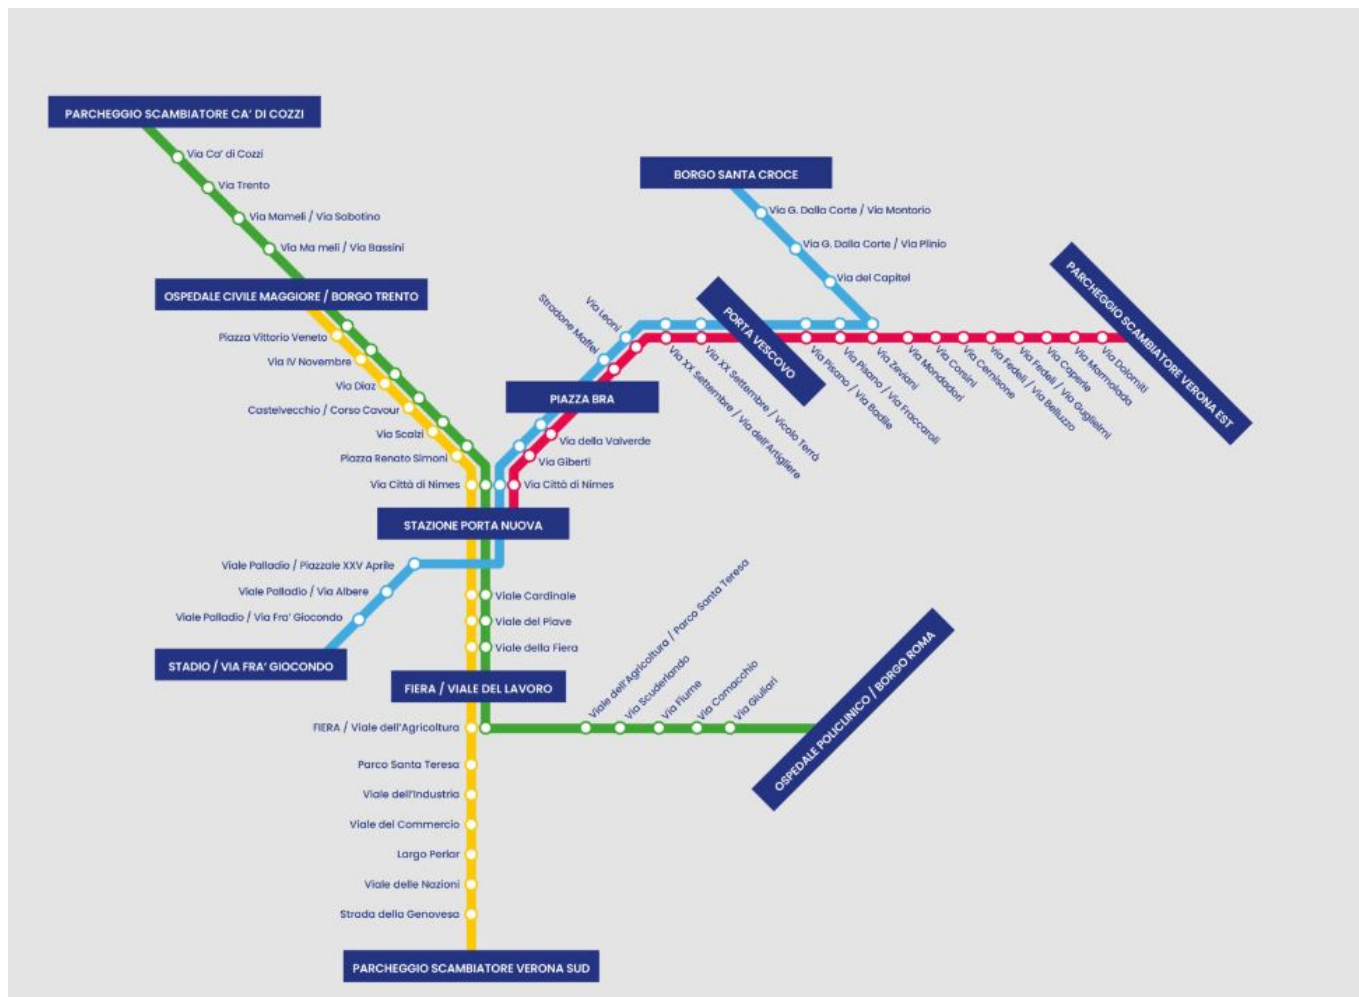 PARCHEGGIO SCAMBIATORE CA' DI COZZI
Via Ca' di Cozzi
Via Trento
Via Mameli / Via Sabotino
Via Ma meli / Via Bassini
OSPEDALE CIVILE MAGGIORE / BORGO TRENTO
Piazza Vittorio Veneto
Via IV Novembre
Via Diaz
Castelvecchio / Corso Cavour
Via Scalzi
Piazza Renato Simoni
Via Città di Nimes
BORGO SANTA CROCE
Via G. Dalla Corte / Via Montorio
Via G. Dalla Corte / Via Plinio
Via del Capitel
PARCHEGGIO SCAMBIATORE VERONA EST
PORTA VESCOVO
Via Leoni
Stradone Maffei
PIAZZA BRA
Via della Valverde
Via Giberti
Via Città di Nimes
Via XX Settembre / Via dell'Artigliere
Via XX Settembre / Vicolo Terrà
Via Pisano / Via Badile
Via Pisano / Via Fraccaroli
Via Zeviani
Via Mondadori
Via Corsini
Via Cernisone
Via Fedeli / Via Belluzzo
Via Fedeli / Via Guglielmi
Via Caperle
Via Marmolada
Via Dolomiti
STAZIONE PORTA NUOVA
Viale Palladio / Piazzale XXV Aprile
Viale Palladio / Via Albere
Viale Palladio / Via Fra' Giocondo
STADIO / VIA FRA' GIOCONDO
Viale Cardinale
Viale del Piave
Viale della Fiera
FIERA / VIALE DEL LAVORO
FIERA / Viale dell'Agricoltura
Viale dell'Agricoltura / Parco Santa Teresa
Via Scuderlando
Via Fiume
Via Comacchio
Via Giuliari
OSPEDALE POLICLINICO / BORGO ROMA
Parco Santa Teresa
Viale dell'Industria
Viale del Commercio
Largo Perlar
Viale delle Nazioni
Strada della Genovesa
PARCHEGGIO SCAMBIATORE VERONA SUD